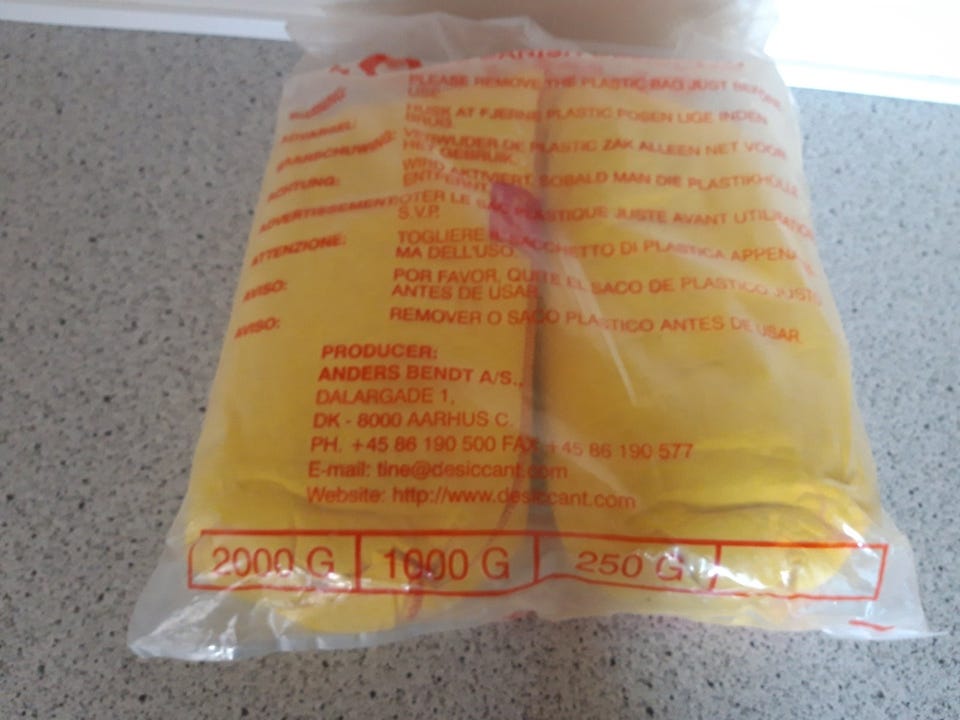 PLEASE REMOVE THE PLASTIC BAG JUST BEFORE
USE.
ADVARSEL: HUSK AT FJERNE PLASTIC POSEN LIGE INDEN
BRUG
WAARSCHUWING: VERWIJDER DE PLASTIC ZAK ALLEEN NET VOOR
HET GEBRUIK.
ACHTUNG: WIRD AKTIVIERT, SOBALD MAN DIE PLASTIKHÜLLE
ENTFERNT
ADVERTISSEMENT: OTER LE SAC PLASTIQUE JUSTE AVANT
S.V.P.
ATTENZIONE: TOGLIERE IL SACCHETTO DI PLASTICA APPENA
MA DELL'USO
AVISO: POR FAVOR, QUITE EL SACO DE PLASTICO JUSTO
ANTES DE USAR
AVISO: REMOVER O SACO PLASTICO ANTES DE USAR.
PRODUCER:
ANDERS BENDT A/S.,
DALARGADE 1,
DK - 8000 AARHUS C.
PH. +45 86 190 500 FAX +45 86 190 577
E-mail: tine@desiccant.com
Website: http://www.desiccant.com
2000 G 1000 G 250 G